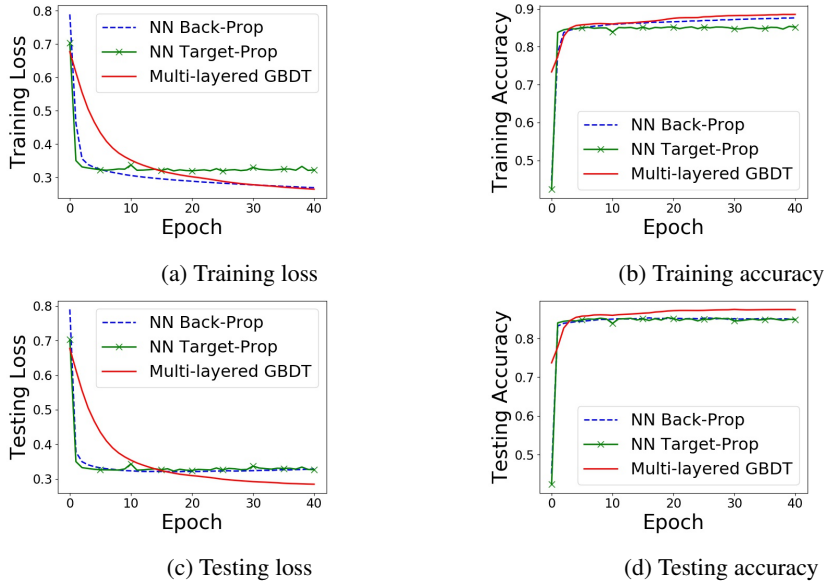 0.8
0.7
0.6
0.5
0.4
0.3
0
10
20
30
40
Training Loss
Epoch
NN Back-Prop
NN Target-Prop
Multi-layered GBDT
(a) Training loss
0.9
0.8
0.7
0.6
0.5
0
10
20
30
40
Training Accuracy
Epoch
NN Back-Prop
NN Target-Prop
Multi-layered GBDT
(b) Training accuracy
0.8
0.7
0.6
0.5
0.4
0.3
0
10
20
30
40
Testing Loss
Epoch
NN Back-Prop
NN Target-Prop
Multi-layered GBDT
(c) Testing loss
0.8
0.7
0.6
0.5
0
10
20
30
40
Testing Accuracy
Epoch
NN Back-Prop
NN Target-Prop
Multi-layered GBDT
(d) Testing accuracy